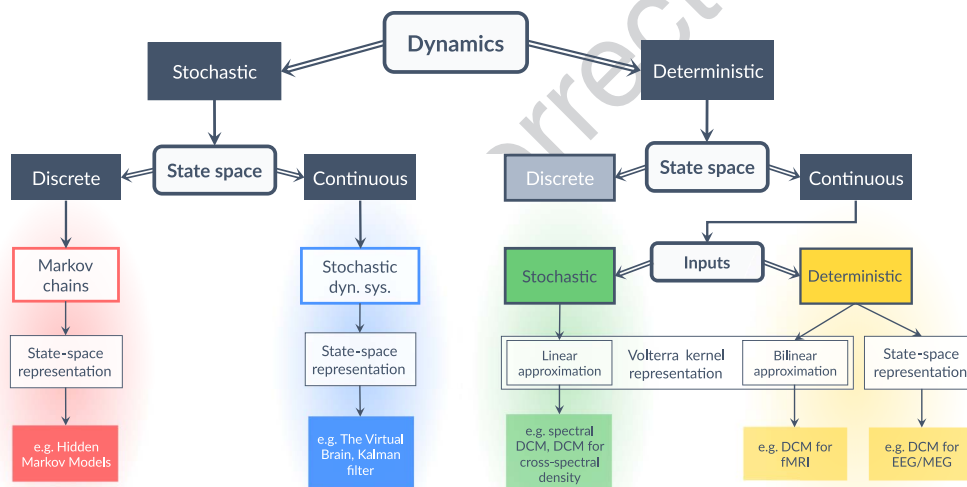 Dynamics
Stochastic
Deterministic
State space
State space
Discrete
Continuous
Discrete
Continuous
Inputs
Markov
chains
Stochastic
dyn. sys.
Stochastic
Deterministic
State-space
representation
State-space
representation
Linear
approximation
Volterra kernel
representation
Bilinear
approximation
State-space
representation
e.g. Hidden
Markov Models
e.g. The Virtual
Brain, Kalman
filter
e.g. spectral
DCM, DCM for
cross-spectral
density
e.g. DCM for
fMRI
e.g. DCM for
EEG/MEG